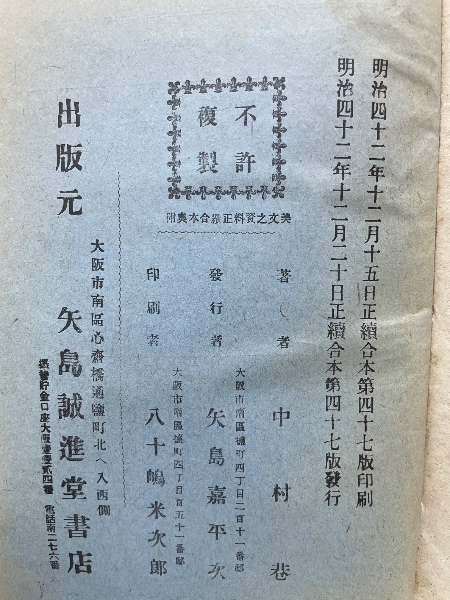 明治四十二年十二月十五日正續合本第四十七版印刷
明治四十二年十二月二十日正續合本第四十七版發行
不許
複製
美文之資料正續合本奧附
著者 中村巷
大阪市南區 町四丁目二百十一番邸
發行者 矢島嘉平次
大阪市南區 町四丁目百五十一番邸
印刷者 八十嶋米次郎
大阪市南區心齋橋通鹽町北へ入西側
出版元 矢島誠進堂書店
振替貯金口座大阪壹壹貳四番 電話南二七六番